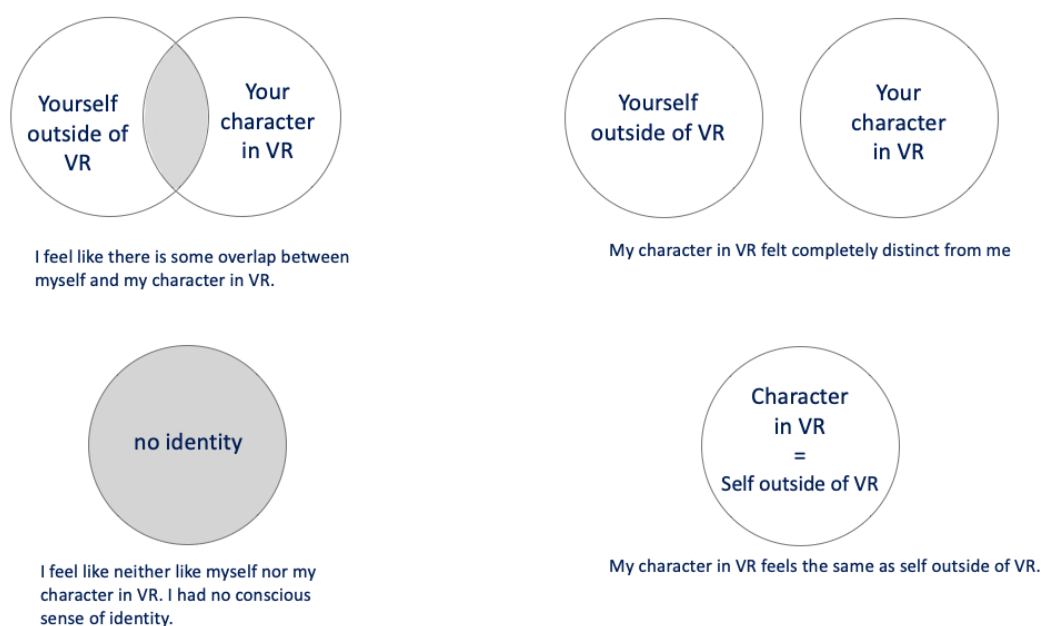 Yourself
outside of
VR
Your
character
in VR
I feel like there is some overlap between
myself and my character in VR.
Yourself
outside of VR
Your
character
in VR
My character in VR felt completely distinct from me
no identity
I feel like neither like myself nor my
character in VR. I had no conscious
sense of identity.
Character
in VR
=
Self outside of VR
My character in VR feels the same as self outside of VR.